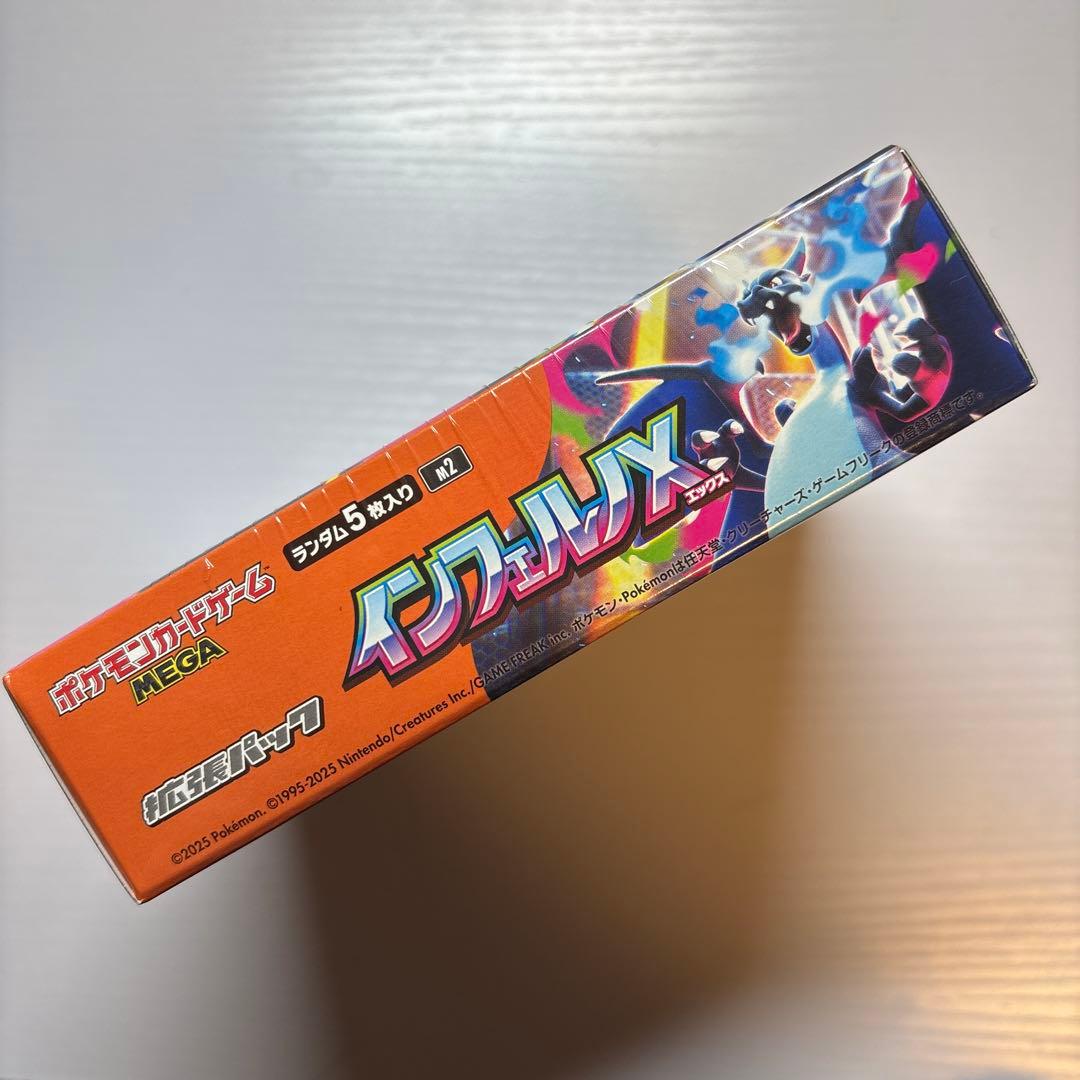 ポケモンカードゲーム™
MEGA
ランダム5枚入り
M2
拡張パック
インフェルノX
エックス
©2025 Pokémon. ©1995-2025 Nintendo/Creatures Inc./GAME FREAK inc. ポケモン・Pokémonは任天堂・クリーチャーズ・ゲームフリークの登録商標です。